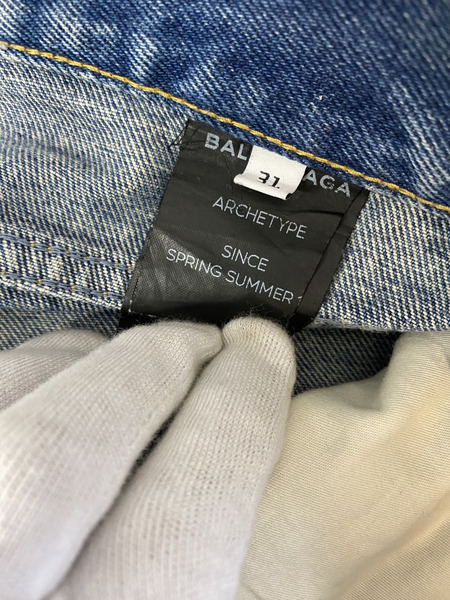 BAL AGA
31
ARCHETYPE
SINCE
SPRING SUMMER